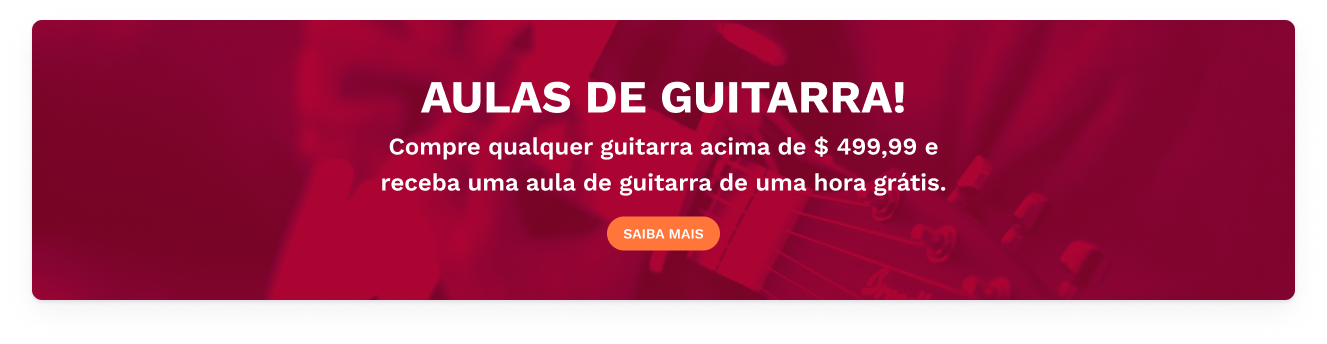 AULAS DE GUITARRA!
Compre qualquer guitarra acima de $ 499,99 e
receba uma aula de guitarra de uma hora grátis.
SAIBA MAIS